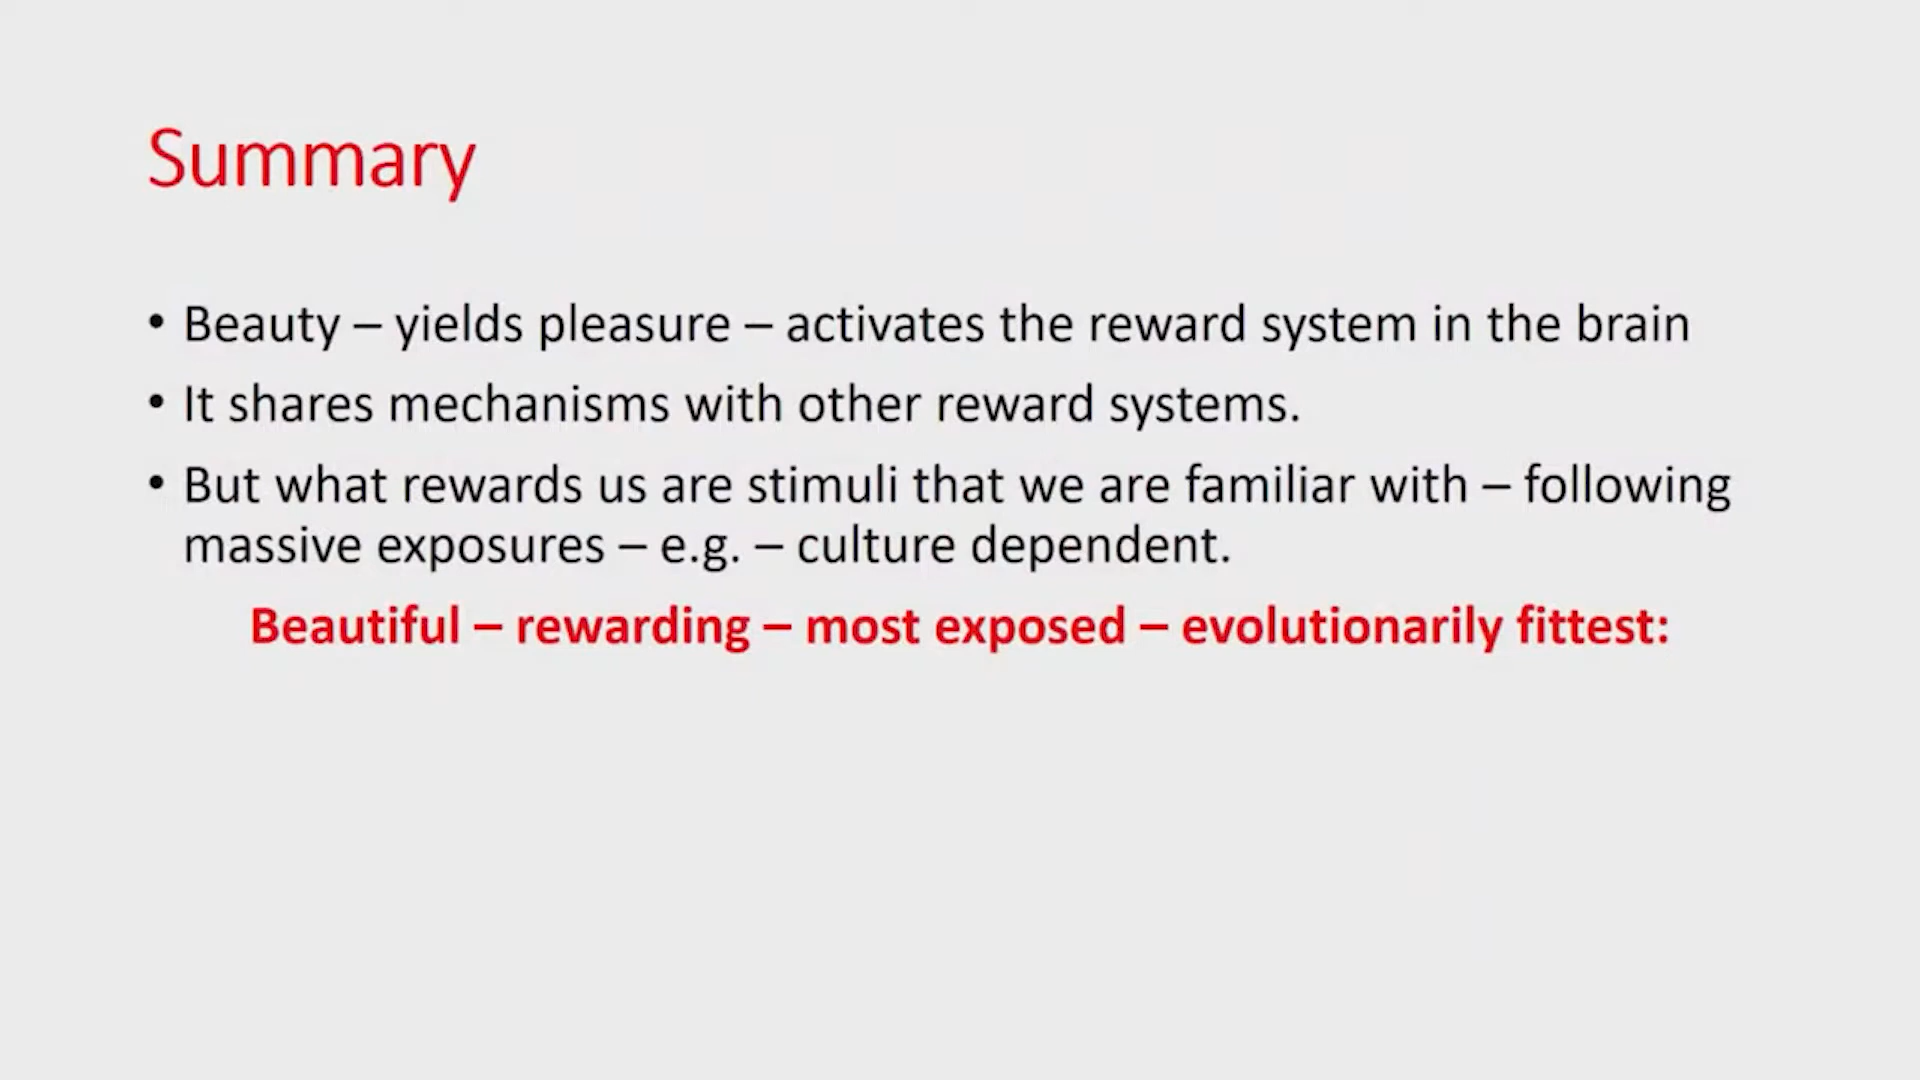 Summary
• Beauty – yields pleasure – activates the reward system in the brain
• It shares mechanisms with other reward systems.
• But what rewards us are stimuli that we are familiar with – following
massive exposures – e.g. – culture dependent.
Beautiful – rewarding – most exposed – evolutionarily fittest: